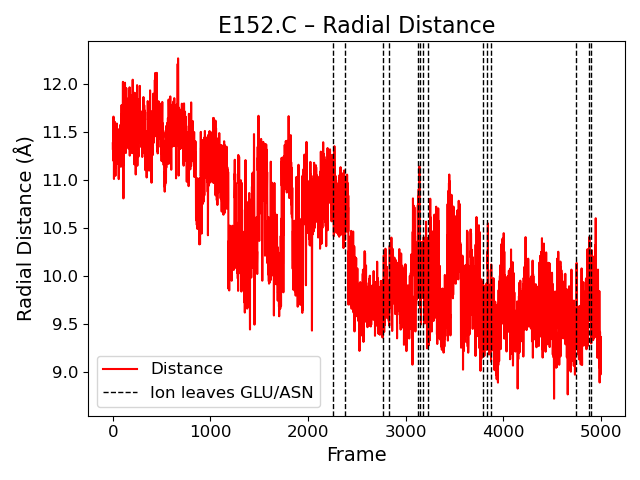 E152.C – Radial Distance
Radial Distance (Å)
12.0
11.5
11.0
10.5
10.0
9.5
9.0
Distance
Ion leaves GLU/ASN
0
1000
2000
3000
4000
5000
Frame